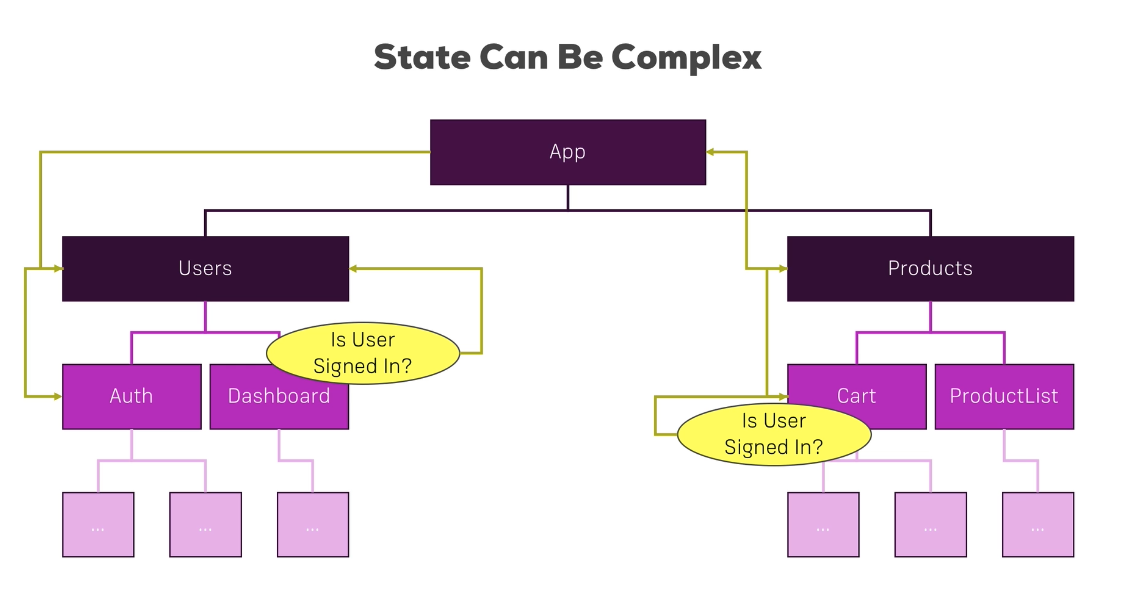 State Can Be Complex
App
Users
Products
Is User
Signed In?
Auth
Dashboard
Cart
ProductList
Is User
Signed In?
...
...
...
...
...
...